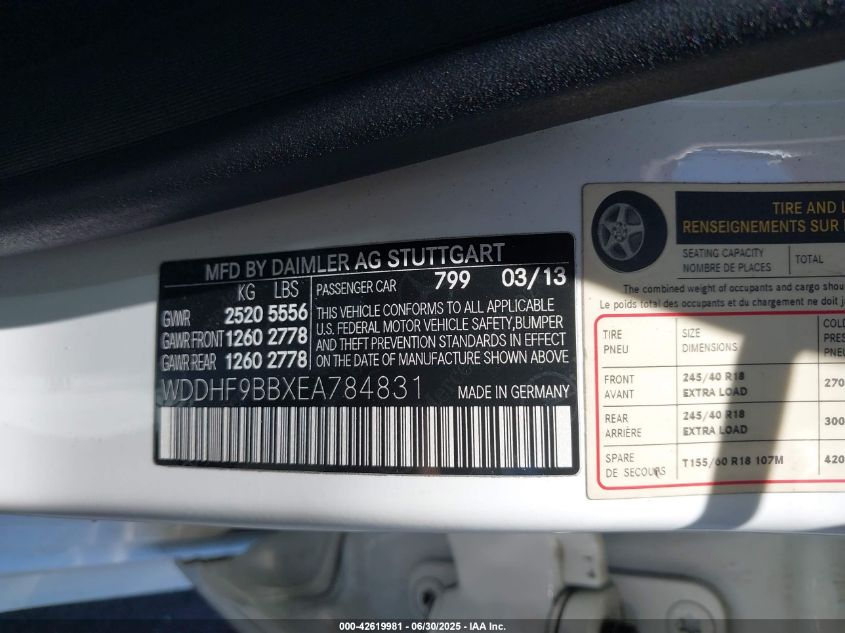 MFD BY DAIMLER AG STUTTGART
KG LBS
GVWR 2520 5556
GAWR FRONT 1260 2778
GAWR REAR 1260 2778
PASSENGER CAR 799 03/13
THIS VEHICLE CONFORMS TO ALL APPLICABLE
U.S. FEDERAL MOTOR VEHICLE SAFETY,BUMPER
AND THEFT PREVENTION STANDARDS IN EFFECT
ON THE DATE OF MANUFACTURE SHOWN ABOVE
WDDHF9BBXEA784831
MADE IN GERMANY
TIRE AND L
RENSEIGNEMENTS SUR
SEATING CAPACITY
NOMBRE DE PLACES
TOTAL
The combined weight of occupants and cargo shou
Le poids total des occupants et du chargement ne doit j
TIRE
PNEU
SIZE
DIMENSIONS
COLD
PRES
PNEU
FRONT
AVANT
245/40 R18
EXTRA LOAD
270
REAR
ARRIÈRE
245/40 R18
EXTRA LOAD
300
SPARE
DE SECOURS
T155/60 R18 107M
420
000-42619981 - 06/30/2025 - IAA Inc.